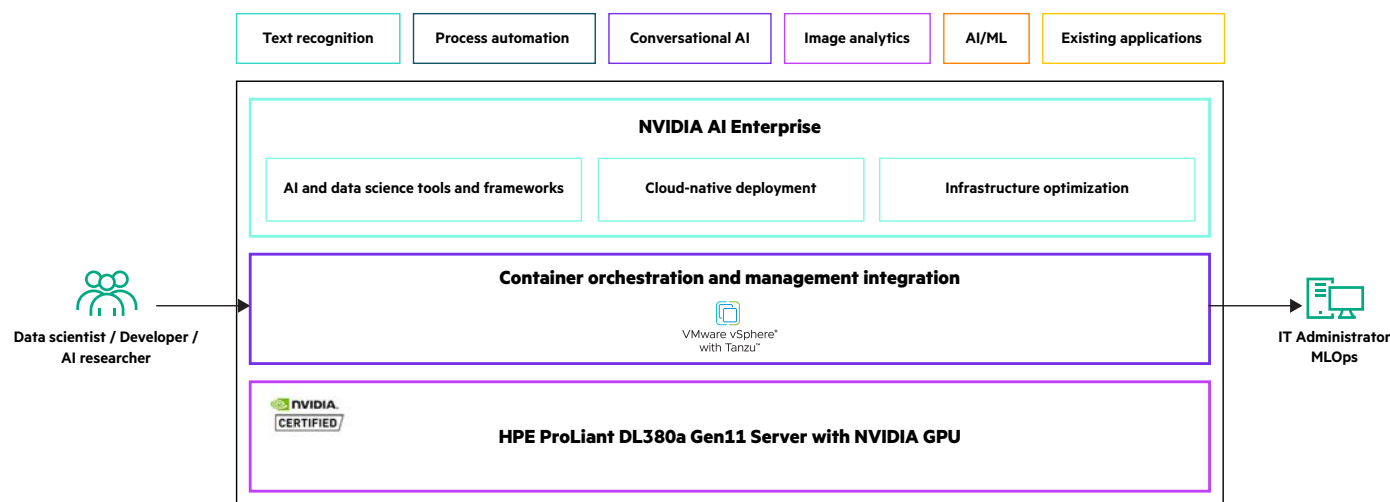 Text recognition
Process automation
Conversational AI
Image analytics
AI/ML
Existing applications
NVIDIA AI Enterprise
AI and data science tools and frameworks
Cloud-native deployment
Infrastructure optimization
Container orchestration and management integration
VMware vSphere®
with Tanzu™
Data scientist / Developer /
AI researcher
IT Administrator
MLOps
NVIDIA.
CERTIFIED
HPE ProLiant DL380a Gen11 Server with NVIDIA GPU